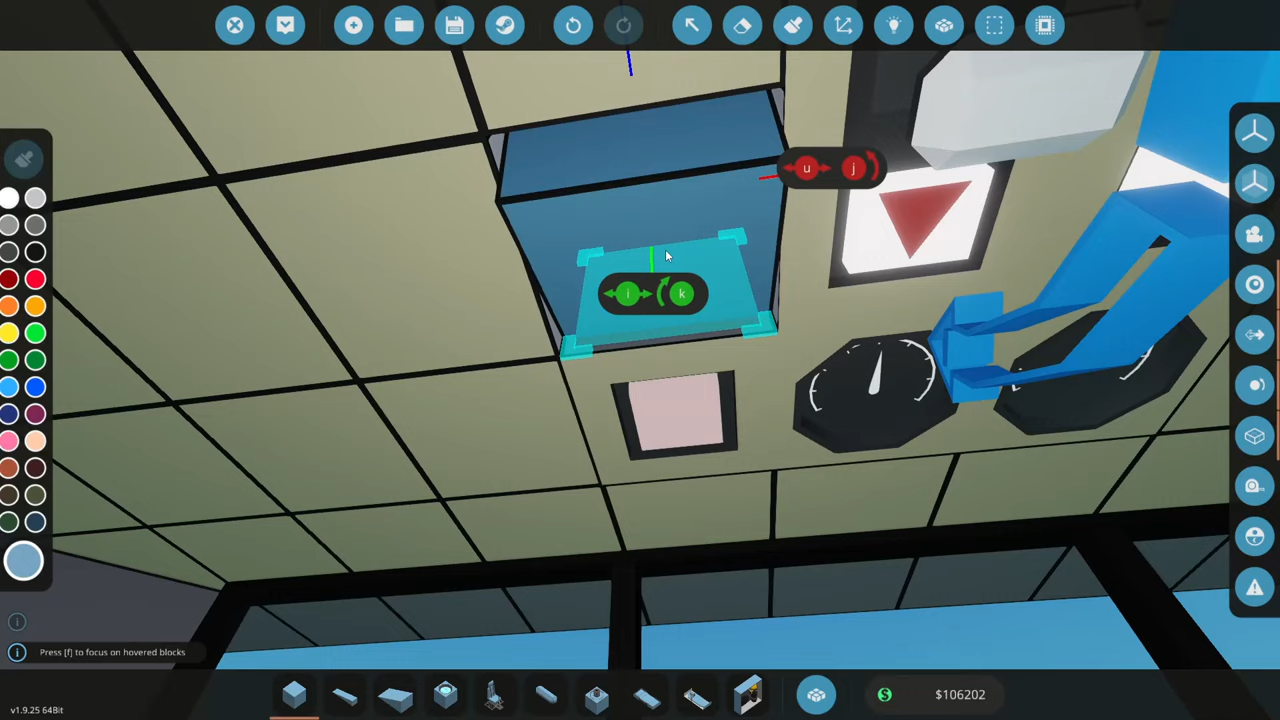 u j
i k
Press [f] to focus on hovered blocks
$106202
v1.9.25 64Bit